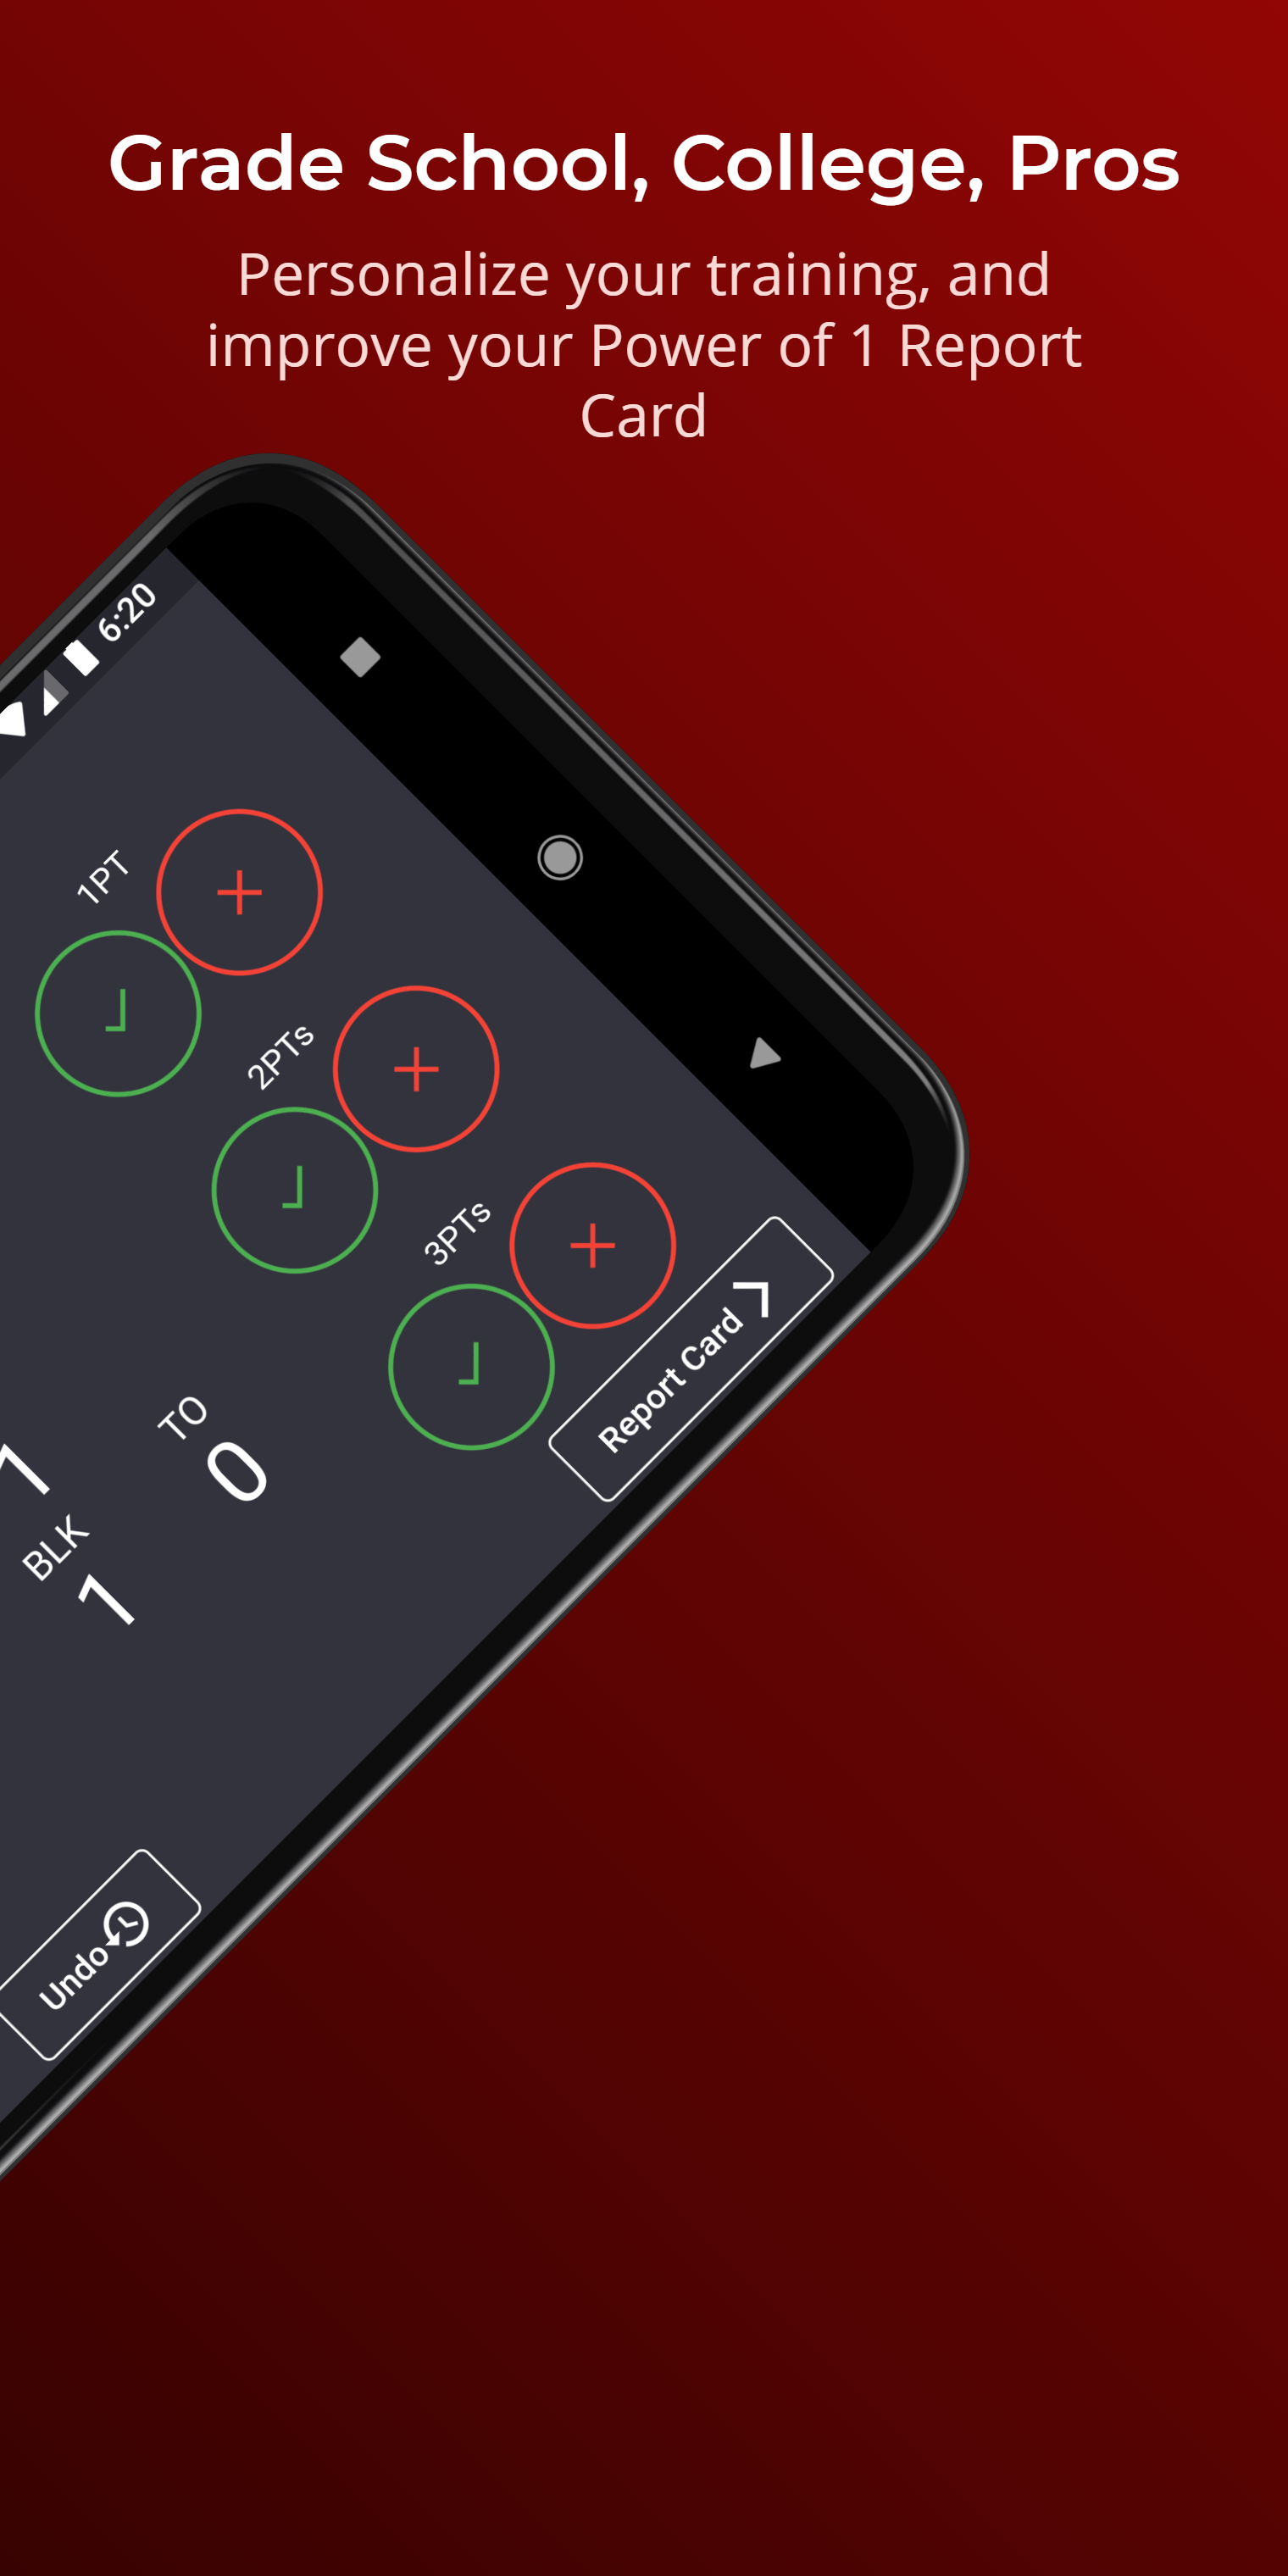 Grade School, College, Pros
Personalize your training, and
improve your Power of 1 Report
Card
6:20
1PT
2PTs
3PTs
Report Card
TO
0
1
BLK
1
Undo